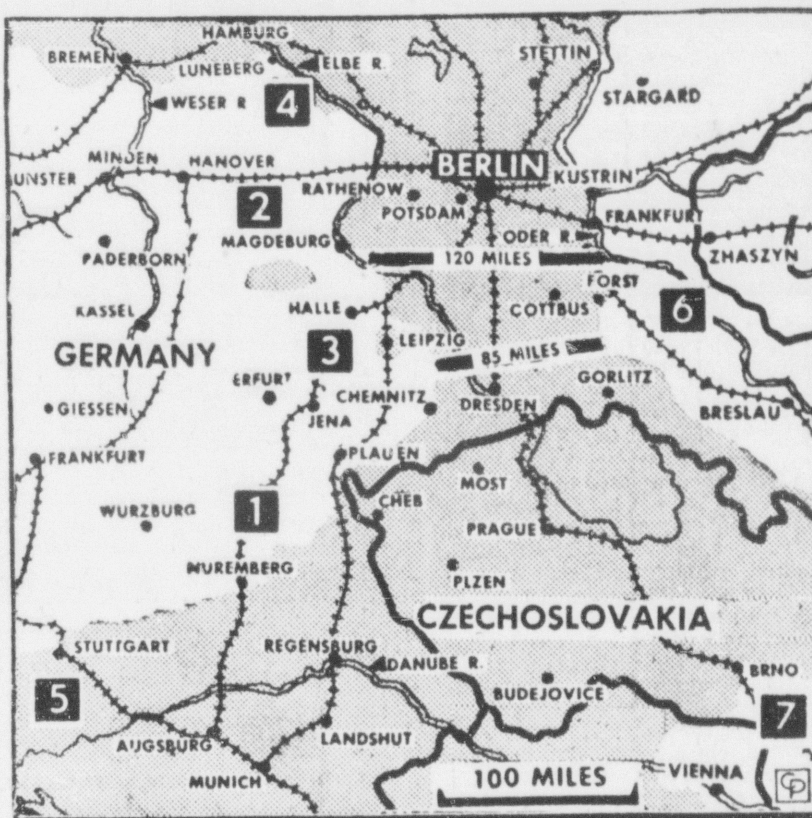 HAMBURG
BREMEN
LUNEBERG
ELBE R.
STETTIN
STARGARD
WESER R
4
MINDEN
HANOVER
BERLIN
KUSTRIN
UNSTER
RATHENOW
2
POTSDAM
FRANKFURT
MAGDEBURG
ODER R.
PADERBORN
120 MILES
ZHASZYN
FORST
KASSEL
HALLE
COTTBUS
6
GERMANY
3
LEIPZIG
85 MILES
ERFURT
CHEMNITZ
GORLITZ
GIESSEN
JENA
DRESDEN
BRESLAU
FRANKFURT
PLAUEN
MOST
WURZBURG
1
CHEB
PRAGUE
NUREMBERG
PLZEN
CZECHOSLOVAKIA
STUTTGART
REGENSBURG
DANUBE R.
BRNO
5
BUDEJOVICE
7
AUGSBURG
LANDSHUT
MUNICH
100 MILES
VIENNA
CP